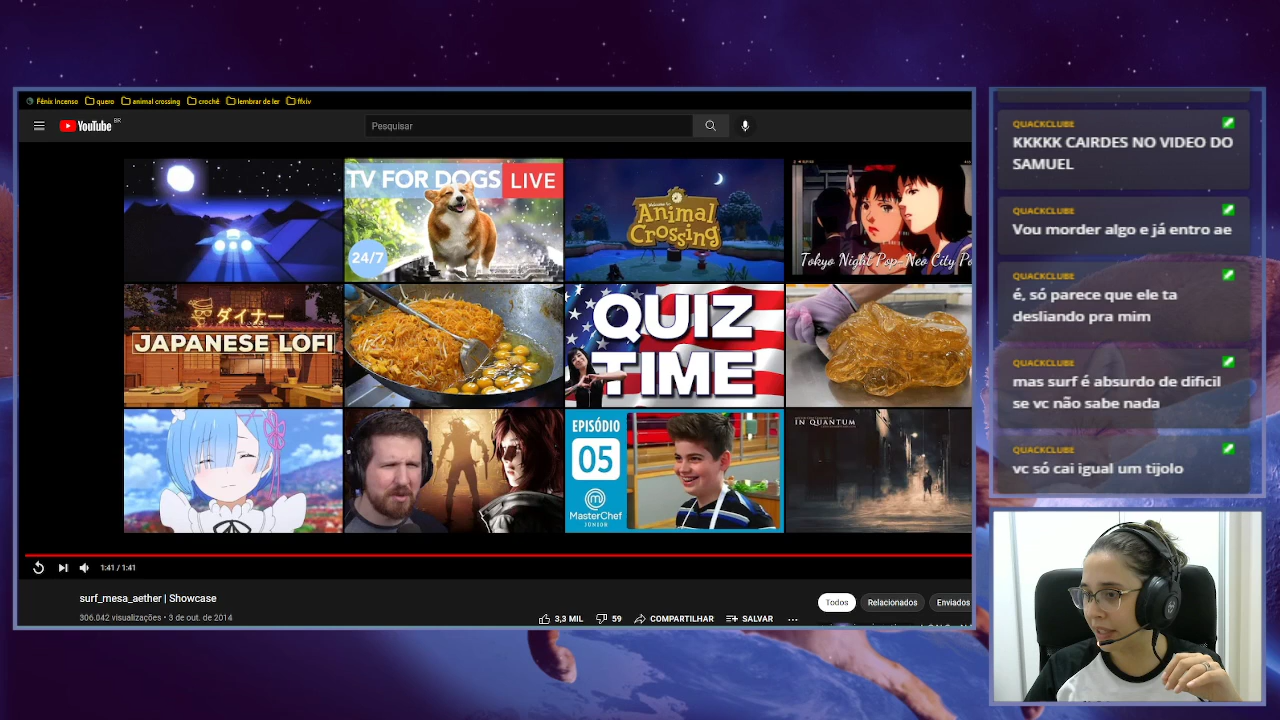 Fênix Incenso quero animal crossing crochê lembrar de ler ffxiv
YouTube BR
Pesquisar
TV FOR DOGS LIVE
24/7
Welcome to
Animal
Crossing
Tokyo Night Pop-Neo City Po
ダイナー
JAPANESE LOFI
QUIZ
TIME
EPISÓDIO
05
MasterChef
JÚNIOR
IN QUANTUM
1:41 / 1:41
surf_mesa_aether | Showcase
306.042 visualizações • 3 de out. de 2014
3,3 MIL 59 COMPARTILHAR SALVAR ...
Todos Relacionados Enviados
QUACKCLUBE
KKKKK CAIRDES NO VIDEO DO
SAMUEL
QUACKCLUBE
Vou morder algo e já entro ae
QUACKCLUBE
é, só parece que ele ta
desliando pra mim
QUACKCLUBE
mas surf é absurdo de dificil
se vc não sabe nada
QUACKCLUBE
vc só cai igual um tijolo